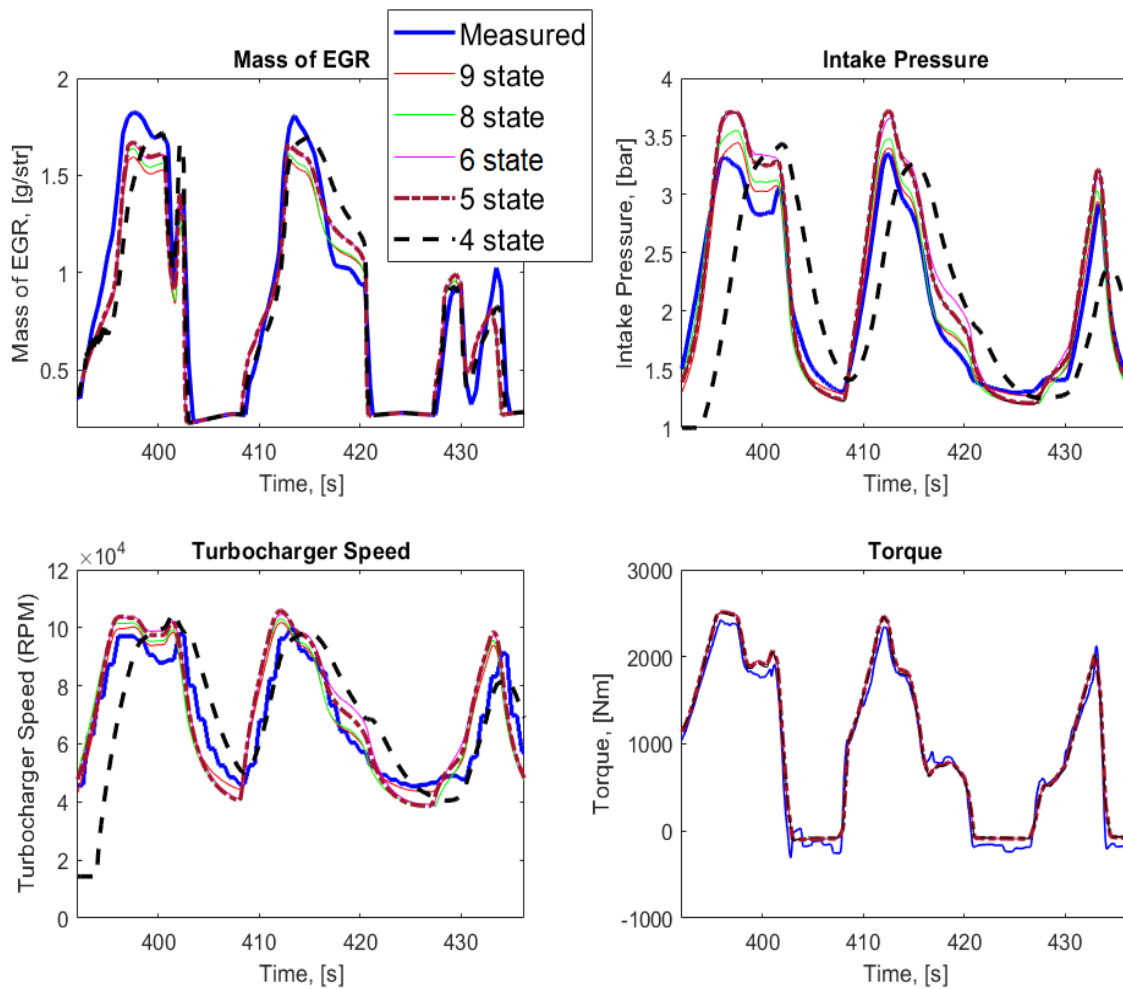 Mass of EGR
Measured
9 state
8 state
6 state
5 state
4 state
Mass of EGR, [g/str]
2
1.5
1
0.5
400
410
420
430
Time, [s]
Intake Pressure
Intake Pressure, [bar]
4
3.5
3
2.5
2
1.5
1
400
410
420
430
Time, [s]
Turbocharger Speed
×10^4
Turbocharger Speed (RPM)
12
10
8
6
4
2
0
400
410
420
430
Time, [s]
Torque
Torque, [Nm]
3000
2000
1000
0
-1000
400
410
420
430
Time, [s]